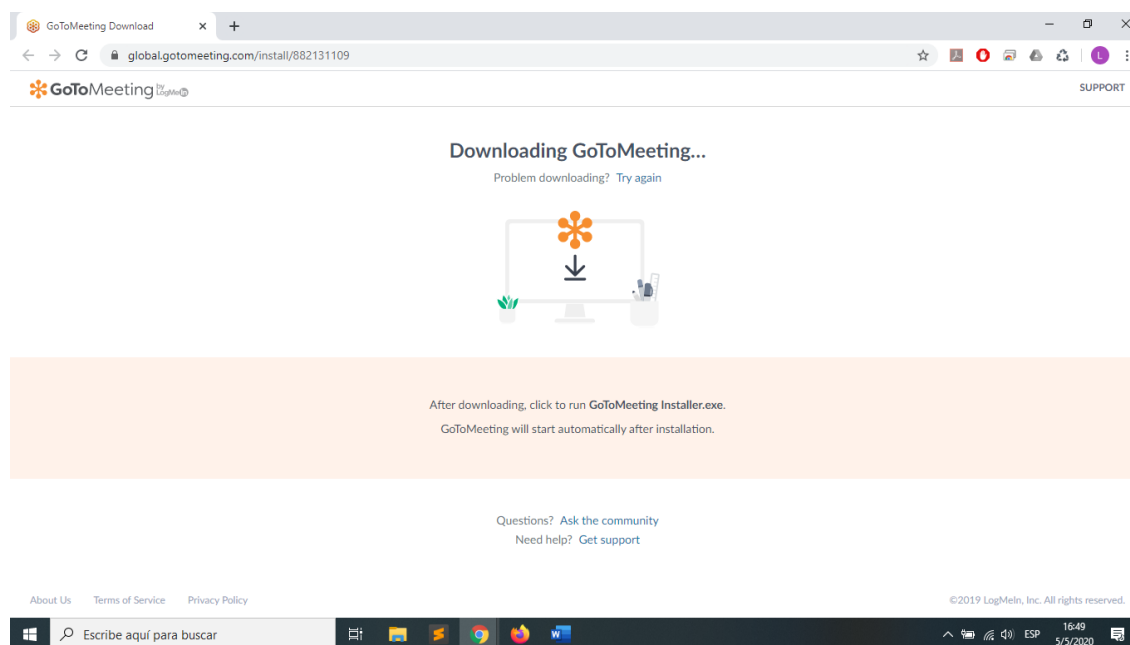 GoToMeeting Download
global.gotomeeting.com/install/882131109
L
GoToMeeting by LogMeIn
SUPPORT
Downloading GoToMeeting...
Problem downloading? Try again
After downloading, click to run GoToMeeting Installer.exe.
GoToMeeting will start automatically after installation.
Questions? Ask the community
Need help? Get support
About Us Terms of Service Privacy Policy
©2019 LogMeIn, Inc. All rights reserved.
Escribe aquí para buscar
W
ESP
16:49
5/5/2020